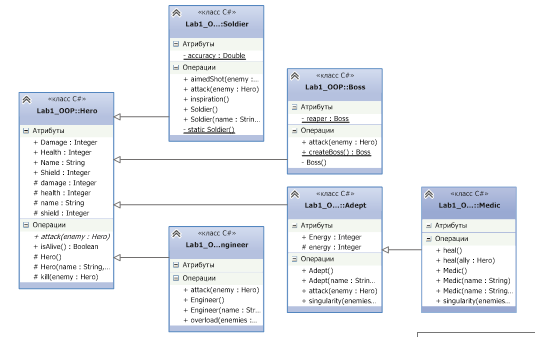 «класс C#»
Lab1_O...::Soldier
Атрибуты
- accuracy : Double
Операции
+ aimedShot(enemy :...
+ attack(enemy : Hero)
+ inspiration()
+ Soldier()
+ Soldier(name : Strin...
- static Soldier()
«класс C#»
Lab1_OOP::Boss
Атрибуты
- reaper : Boss
Операции
+ attack(enemy : Hero)
+ createBoss() : Boss
- Boss()
«класс C#»
Lab1_OOP::Hero
Атрибуты
+ Damage : Integer
+ Health : Integer
+ Name : String
+ Shield : Integer
# damage : Integer
# health : Integer
# name : String
# shield : Integer
Операции
+ attack(enemy : Hero)
+ isAlive() : Boolean
# Hero()
# Hero(name : String,...
# kill(enemy : Hero)
«класс C#»
Lab1_O...::Adept
Атрибуты
+ Energy : Integer
# energy : Integer
Операции
+ Adept()
+ Adept(name : Strin...
+ attack(enemy : Hero)
+ singularity(enemies...
«класс C#»
Lab1_O...::Medic
Атрибуты
Операции
+ heal()
+ heal(ally : Hero)
+ Medic()
+ Medic(name : String)
+ Medic(name : String...
+ singularity(enemies...
«класс C#»
Lab1_O...ngineer
Атрибуты
Операции
+ attack(enemy : Hero)
+ Engineer()
+ Engineer(name : Str...
+ overload(enemies :...